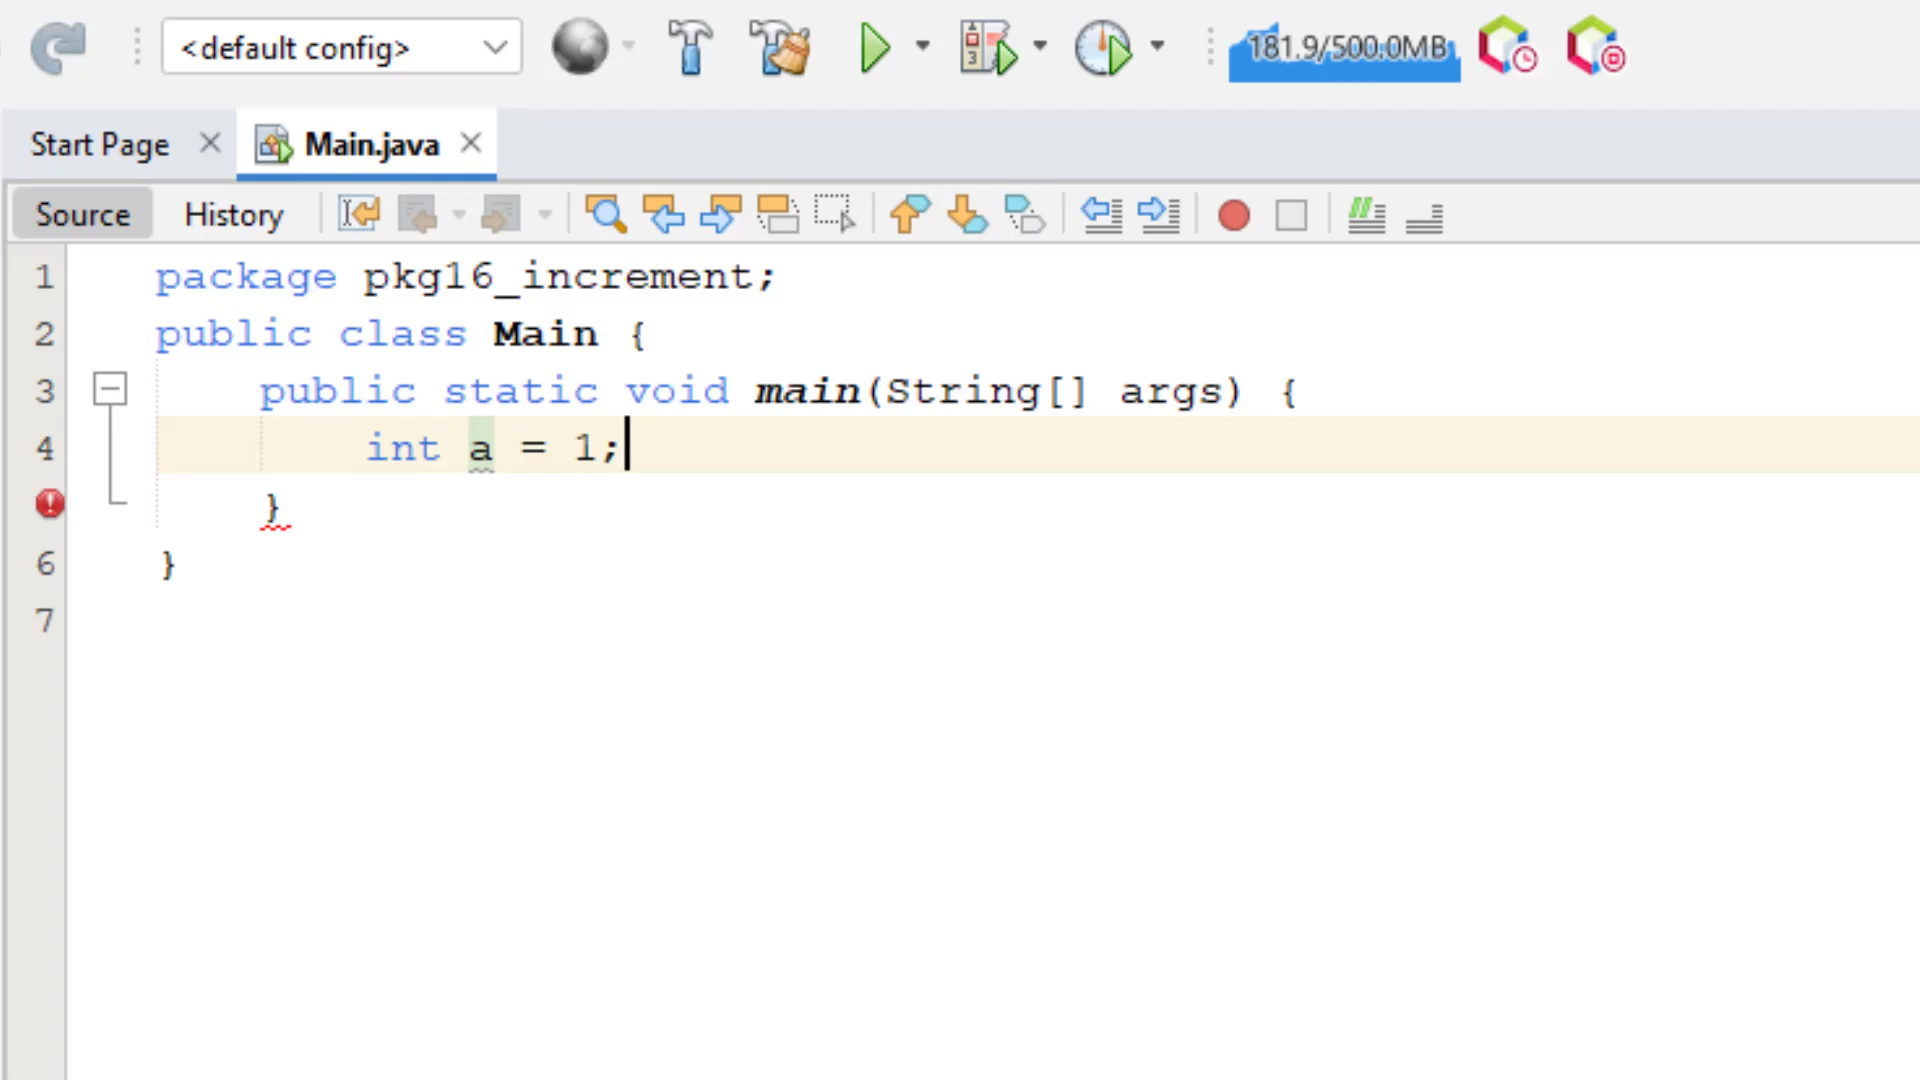 <default config>
181.9/500.0MB
Start Page
Main.java
Source History
1 package pkg16_increment;
2 public class Main {
3 public static void main(String[] args) {
4 int a = 1;
}
6 }
7